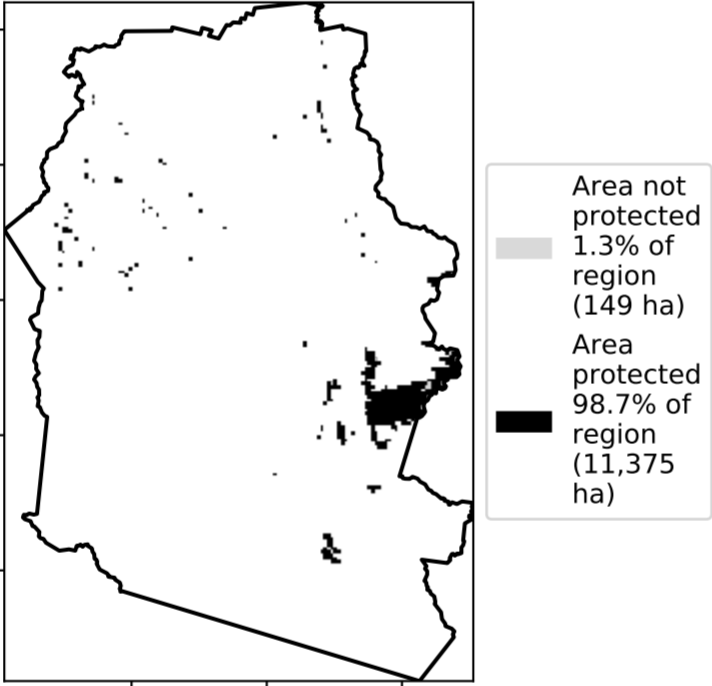 Area not
protected
1.3% of
region
(149 ha)
Area
protected
98.7% of
region
(11,375
ha)